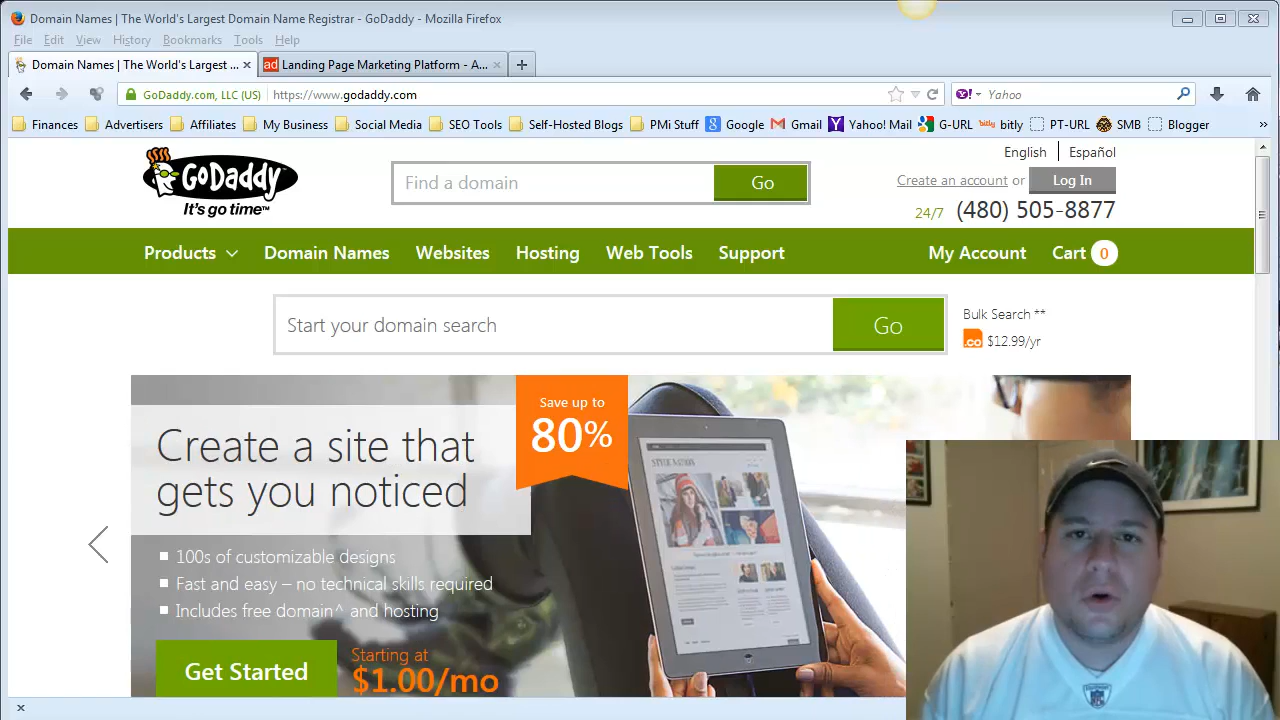 Domain Names | The World's Largest Domain Name Registrar - GoDaddy - Mozilla Firefox
File Edit View History Bookmarks Tools Help
Domain Names | The World's Largest ... Landing Page Marketing Platform - A...
GoDaddy.com, LLC (US) https://www.godaddy.com Yahoo
Finances Advertisers Affiliates My Business Social Media SEO Tools Self-Hosted Blogs PMi Stuff Google Gmail Yahoo! Mail G-URL bitly bitly PT-URL SMB Blogger »
English Español
GoDaddy
It's go time™
Find a domain Go
Create an account or Log In
24/7 (480) 505-8877
Products Domain Names Websites Hosting Web Tools Support My Account Cart 0
Start your domain search Go
Bulk Search **
.co $12.99/yr
Save up to
80%
Create a site that
gets you noticed
100s of customizable designs
Fast and easy – no technical skills required
Includes free domain^ and hosting
Get Started
Starting at
$1.00/mo
STYLE NATION